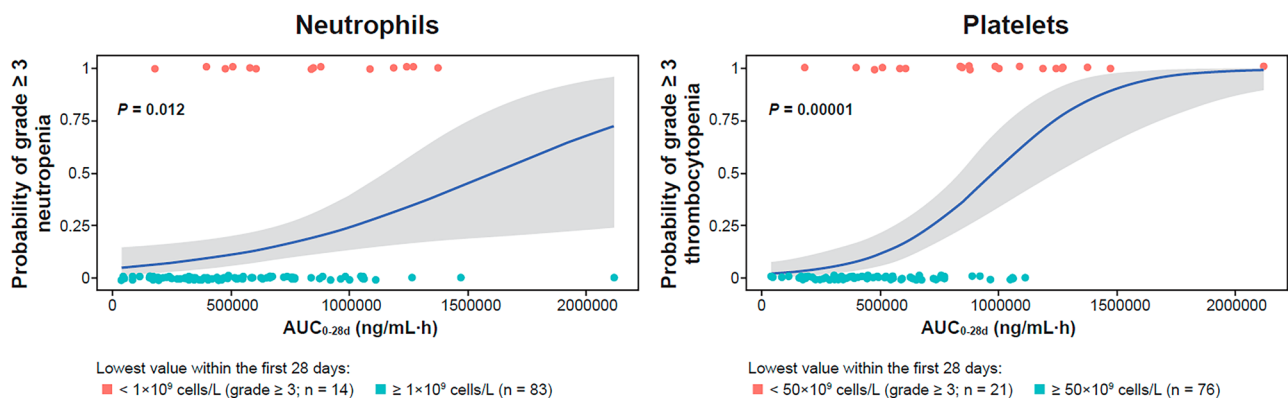 Neutrophils
Probability of grade ≥ 3
neutropenia
1
0.75
0.5
0.25
0
P = 0.012
0
500000
1000000
1500000
2000000
AUC0-28d (ng/mL·h)
Lowest value within the first 28 days:
< 1×10⁹ cells/L (grade ≥ 3; n = 14)
≥ 1×10⁹ cells/L (n = 83)
Platelets
Probability of grade ≥ 3
thrombocytopenia
1
0.75
0.5
0.25
0
P = 0.00001
0
500000
1000000
1500000
2000000
AUC0-28d (ng/mL·h)
Lowest value within the first 28 days:
< 50×10⁹ cells/L (grade ≥ 3; n = 21)
≥ 50×10⁹ cells/L (n = 76)